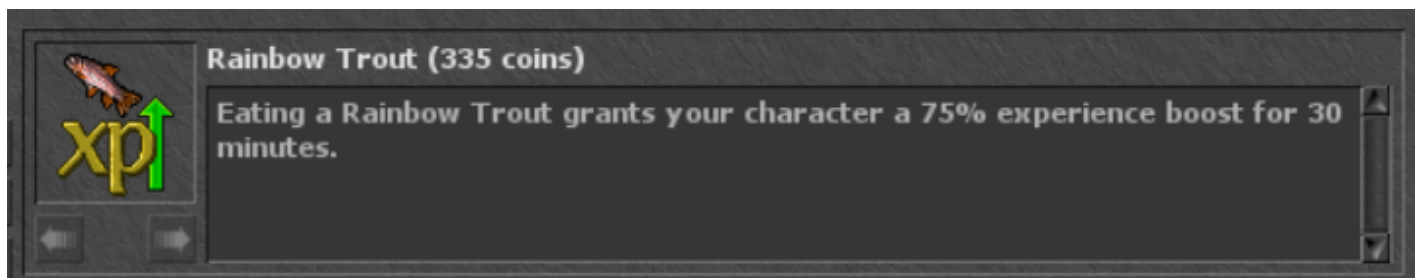 Rainbow Trout (335 coins)
Eating a Rainbow Trout grants your character a 75% experience boost for 30
minutes.
xp